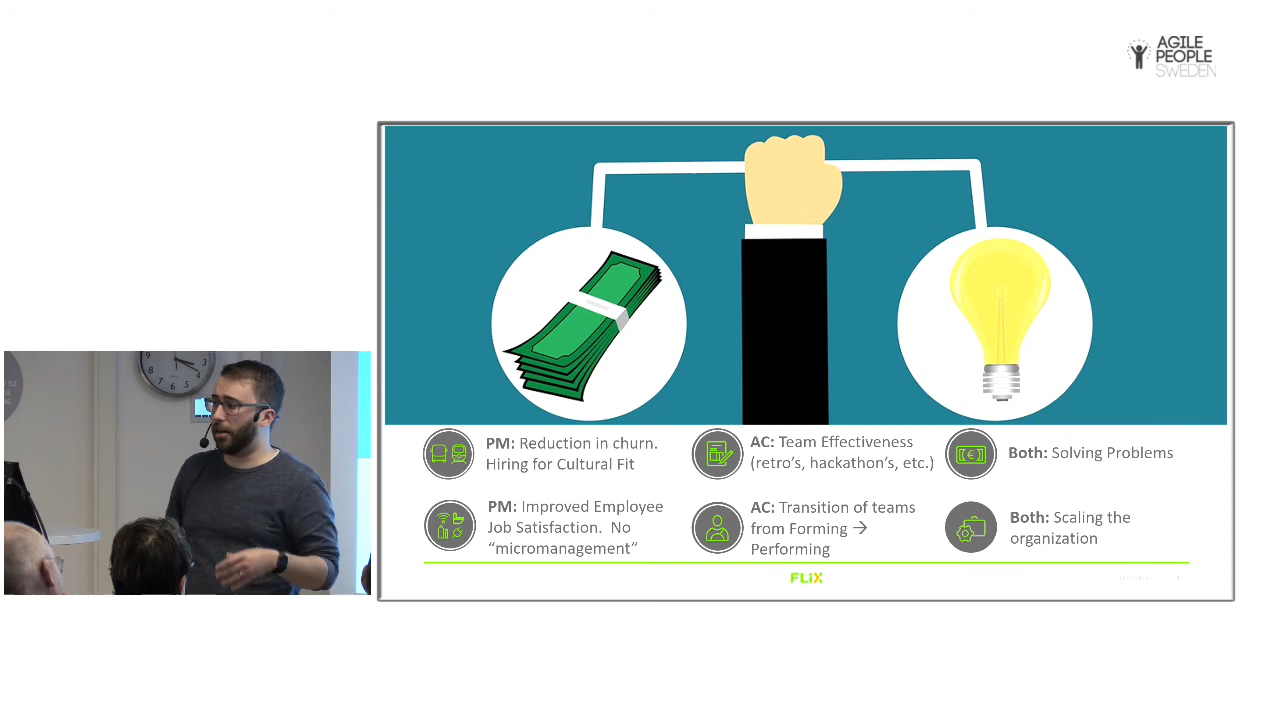 AGILE
PEOPLE
SWEDEN
PM: Reduction in churn.
Hiring for Cultural Fit
AC: Team Effectiveness
(retro's, hackathon's, etc.)
Both: Solving Problems
PM: Improved Employee
Job Satisfaction. No
“micromanagement”
AC: Transition of teams
from Forming →
Performing
Both: Scaling the
organization
FLiX